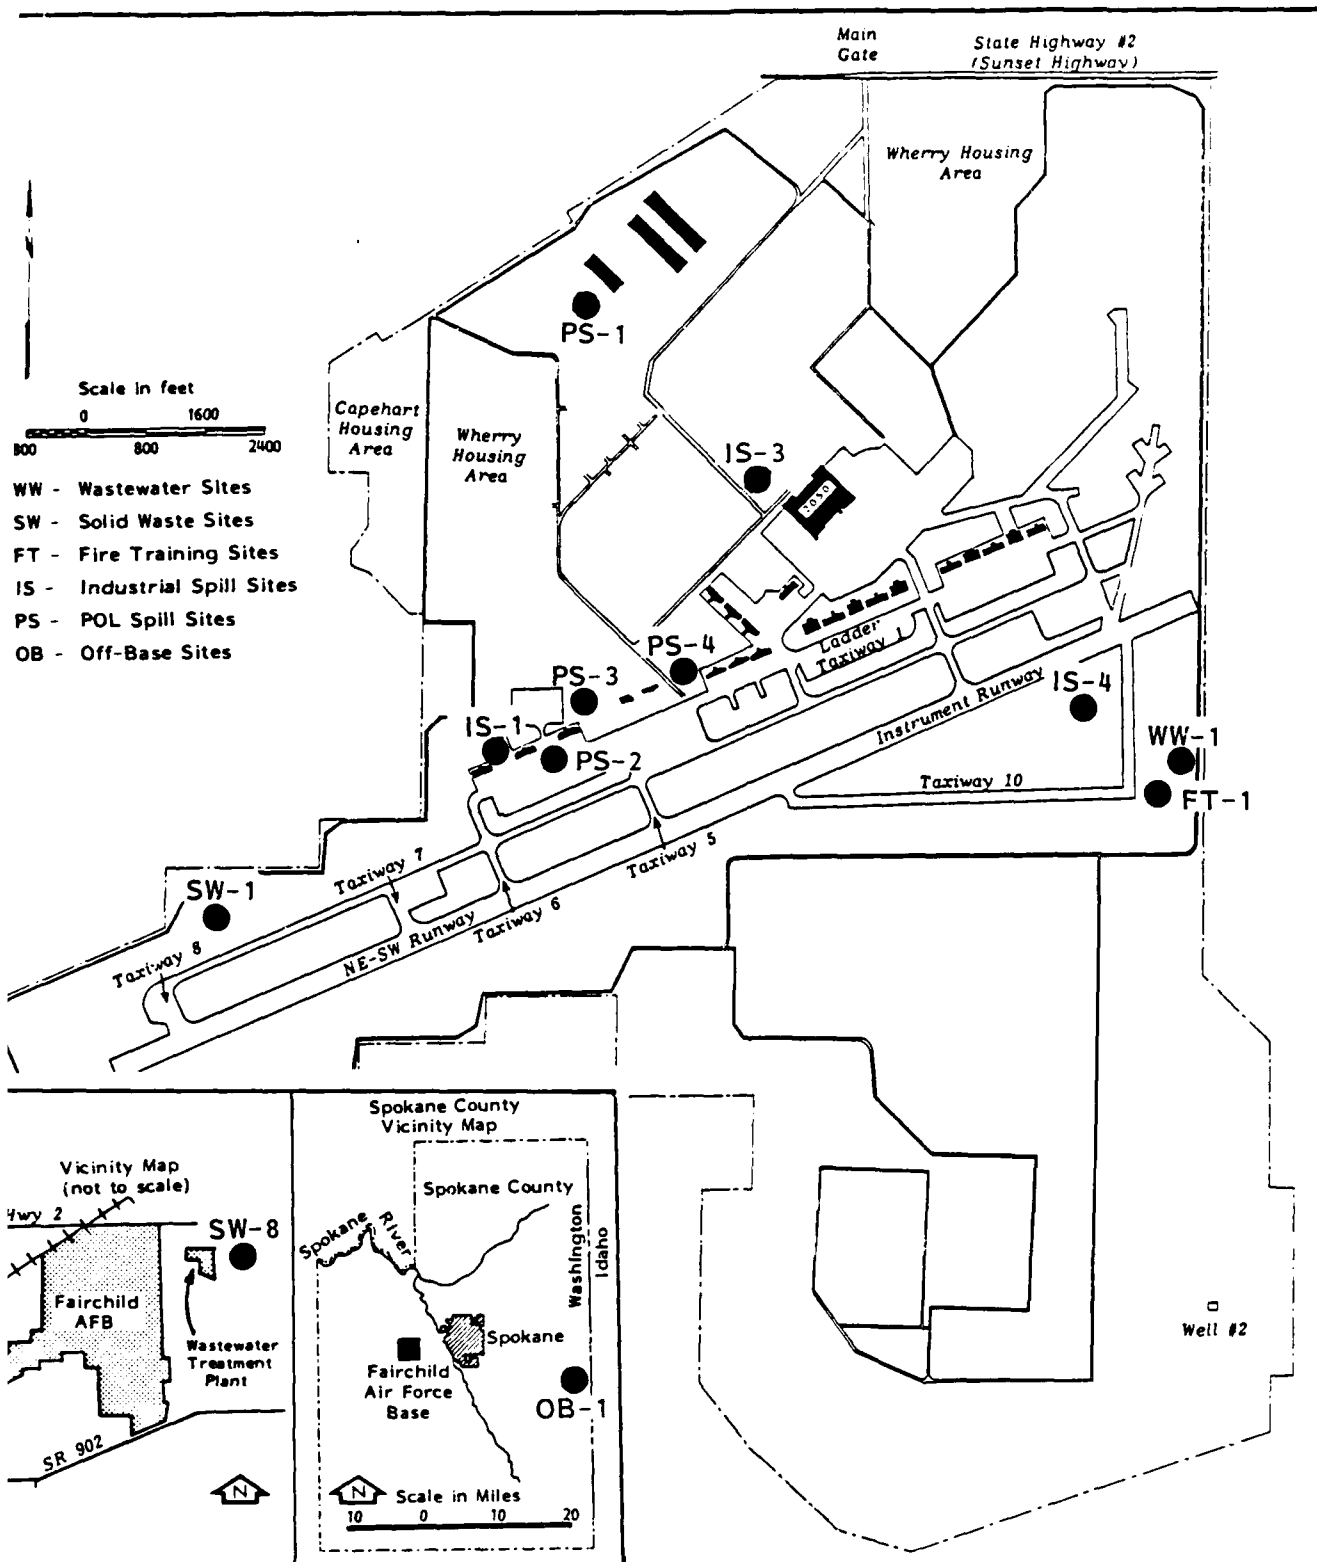 Main
Gate
State Highway #2
(Sunset Highway)
Wherry Housing
Area
PS-1
Scale in feet
0 1600
800 800 2400
Capehart
Housing
Area
Wherry
Housing
Area
IS-3
2050
WW - Wastewater Sites
SW - Solid Waste Sites
FT - Fire Training Sites
IS - Industrial Spill Sites
PS - POL Spill Sites
OB - Off-Base Sites
Ladder
Taxiway 1
PS-4
PS-3
IS-4
Instrument Runway
IS-1
PS-2
WW-1
Taxiway 10
FT-1
Taxiway 5
Taxiway 7
SW-1
Taxiway 6
NE-SW Runway
Taxiway 8
Vicinity Map
(not to scale)
Hwy 2
SW-8
Fairchild
AFB
Wastewater
Treatment
Plant
SR 902
N
Spokane County
Vicinity Map
Spokane County
Spokane
River
Washington
Idaho
Spokane
Fairchild
Air Force
Base
OB-1
N
Scale in Miles
10 0 10 20
Well #2